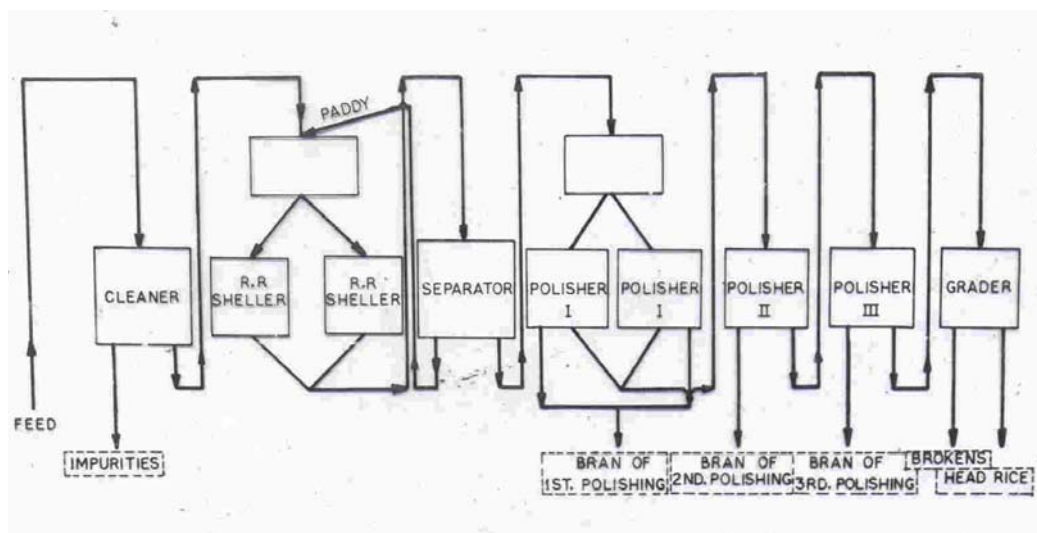 PADDY
CLEANER
R.R
SHELLER
R.R
SHELLER
SEPARATOR
POLISHER
I
POLISHER
I
POLISHER
II
POLISHER
III
GRADER
FEED
IMPURITIES
BRAN OF
1ST. POLISHING
BRAN OF
2ND. POLISHING
BRAN OF
3RD. POLISHING
BROKENS
HEAD RICE